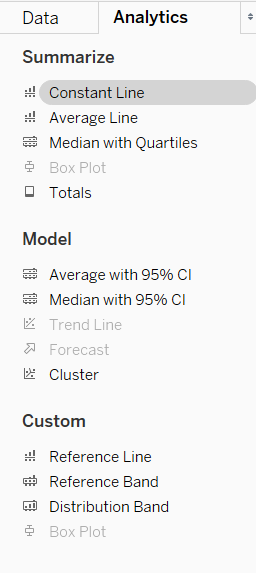 Data Analytics
Summarize
Constant Line
Average Line
Median with Quartiles
Box Plot
Totals
Model
Average with 95% CI
Median with 95% CI
Trend Line
Forecast
Cluster
Custom
Reference Line
Reference Band
Distribution Band
Box Plot